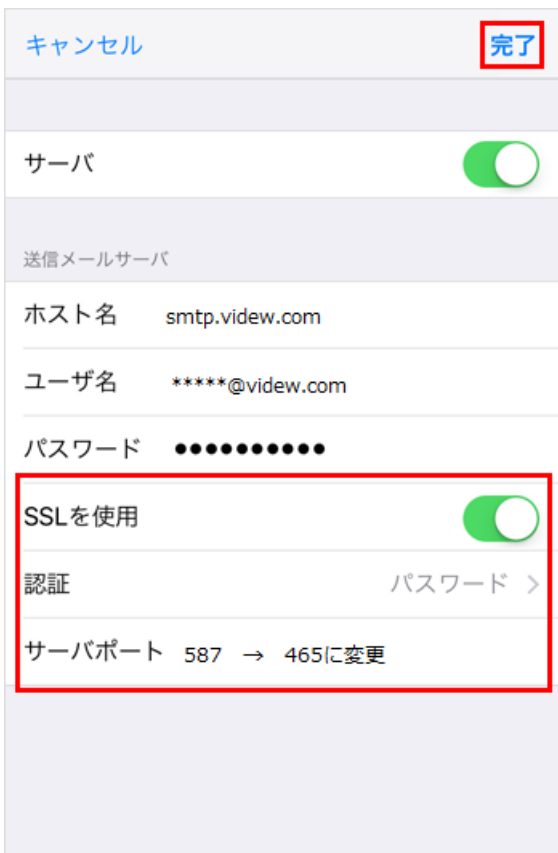 キャンセル 完了
サーバ
送信メールサーバ
ホスト名 smtp.videw.com
ユーザ名 *****@videw.com
パスワード ●●●●●●●●●●
SSLを使用
認証 パスワード >
サーバポート 587 → 465に変更